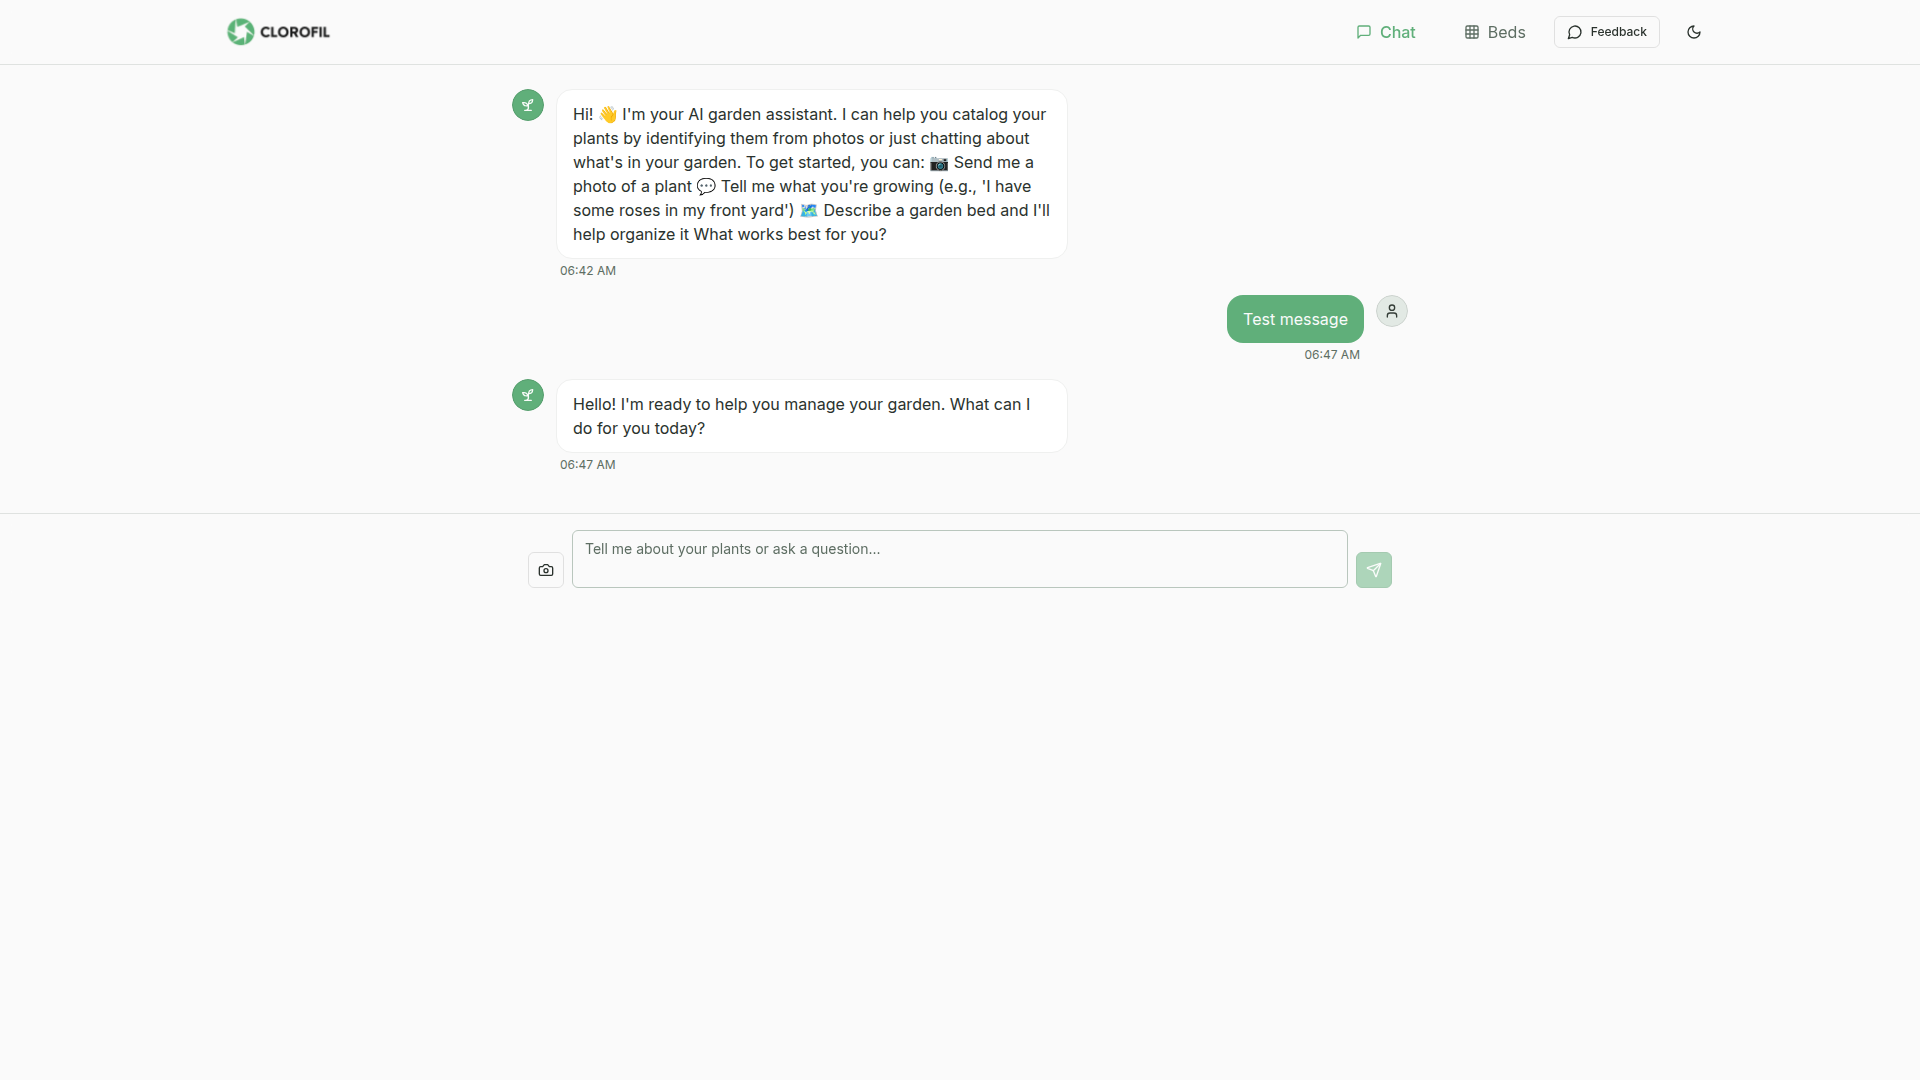 CLOROFIL
Chat
Beds
Feedback
Hi! 👋 I'm your AI garden assistant. I can help you catalog your
plants by identifying them from photos or just chatting about
what's in your garden. To get started, you can: 📷 Send me a
photo of a plant 💬 Tell me what you're growing (e.g., 'I have
some roses in my front yard') 🗺️ Describe a garden bed and I'll
help organize it What works best for you?
06:42 AM
Test message
06:47 AM
Hello! I'm ready to help you manage your garden. What can I
do for you today?
06:47 AM
Tell me about your plants or ask a question...